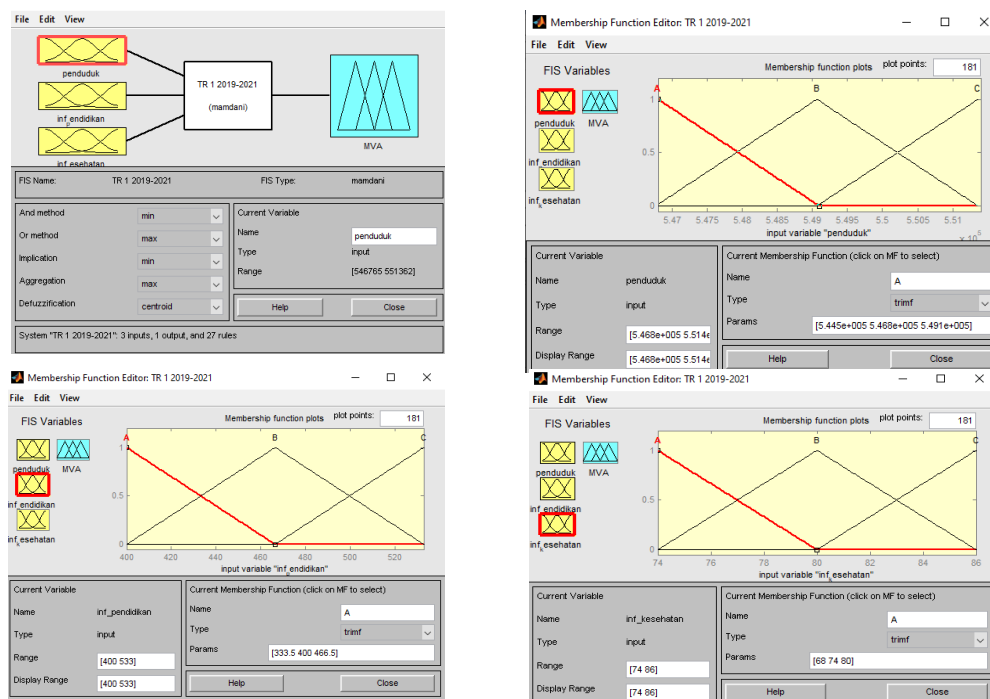 File Edit View
penduduk
inf_pendidikan
inf_kesehatan
TR 1 2019-2021
(mamdani)
MVA
FIS Name: TR 1 2019-2021 FIS Type: mamdani
And method min
Or method max
Implication min
Aggregation max
Defuzzification centroid
Current Variable
Name penduduk
Type input
Range [546765 551362]
Help Close
System "TR 1 2019-2021": 3 inputs, 1 output, and 27 rules
Membership Function Editor: TR 1 2019-2021
File Edit View
FIS Variables
Membership function plots plot points: 181
penduduk MVA
inf_pendidikan
inf_kesehatan
A B C
1
0.5
0
5.47 5.475 5.48 5.485 5.49 5.495 5.5 5.505 5.51
x 10^5
input variable "penduduk"
Current Variable
Name penduduk
Type input
Range [5.468e+005 5.514e
Display Range [5.468e+005 5.514e
Current Membership Function (click on MF to select)
Name A
Type trimf
Params [5.445e+005 5.468e+005 5.491e+005]
Help Close
Membership Function Editor: TR 1 2019-2021
File Edit View
FIS Variables
Membership function plots plot points: 181
penduduk MVA
inf_pendidikan
inf_kesehatan
A B C
1
0.5
0
400 420 440 460 480 500 520
input variable "inf_pendidikan"
Current Variable
Name inf_pendidikan
Type input
Range [400 533]
Display Range [400 533]
Current Membership Function (click on MF to select)
Name A
Type trimf
Params [333.5 400 466.5]
Help Close
Membership Function Editor: TR 1 2019-2021
File Edit View
FIS Variables
Membership function plots plot points: 181
penduduk MVA
inf_pendidikan
inf_kesehatan
A B C
1
0.5
0
74 76 78 80 82 84 86
input variable "inf_kesehatan"
Current Variable
Name inf_kesehatan
Type input
Range [74 86]
Display Range [74 86]
Current Membership Function (click on MF to select)
Name A
Type trimf
Params [68 74 80]
Help Close